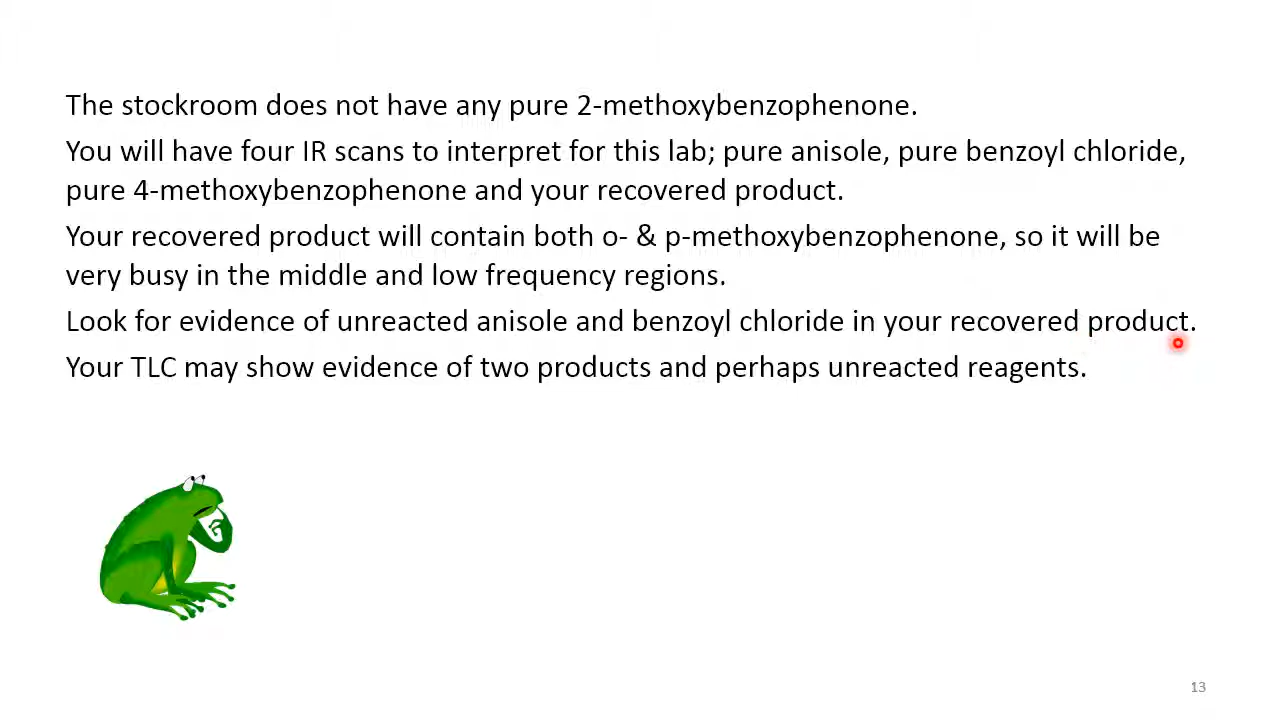 The stockroom does not have any pure 2-methoxybenzophenone.
You will have four IR scans to interpret for this lab; pure anisole, pure benzoyl chloride,
pure 4-methoxybenzophenone and your recovered product.
Your recovered product will contain both o- & p-methoxybenzophenone, so it will be
very busy in the middle and low frequency regions.
Look for evidence of unreacted anisole and benzoyl chloride in your recovered product.
Your TLC may show evidence of two products and perhaps unreacted reagents.
13